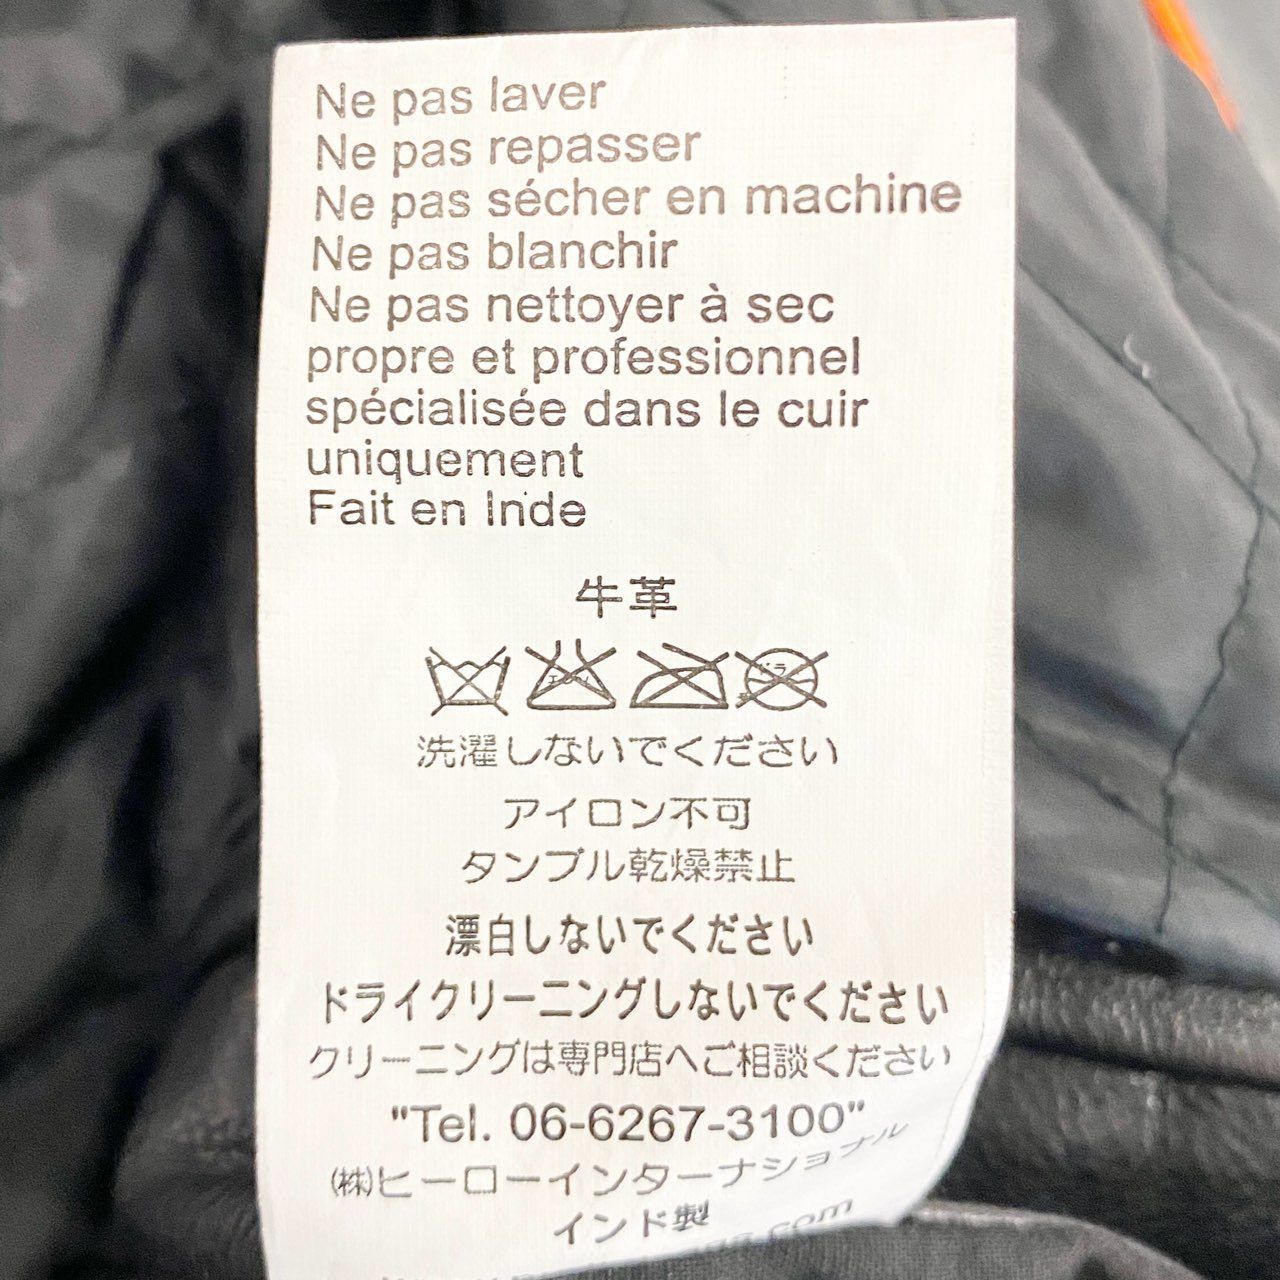 Ne pas laver
Ne pas repasser
Ne pas sécher en machine
Ne pas blanchir
Ne pas nettoyer à sec
propre et professionnel
spécialisée dans le cuir
uniquement
Fait en Inde
牛革
洗濯しないでください
アイロン不可
タンブル乾燥禁止
漂白しないでください
ドライクリーニングしないでください
クリーニングは専門店へご相談ください
"Tel. 06-6267-3100"
(株)ヒーローインターナショナル
インド製
.com